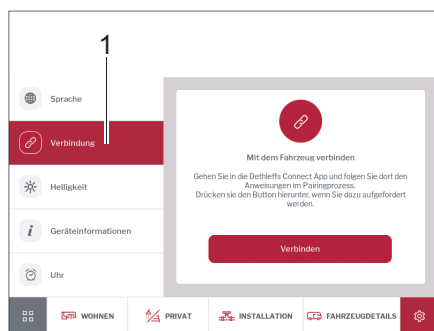 1
Sprache
Verbindung
Helligkeit
Geräteinformationen
Uhr
Mit dem Fahrzeug verbinden
Gehen Sie in die Dethleffs Connect App und folgen Sie dort den
Anweisungen im Pairingprozess.
Drücken sie den Button hierunter, wenn Sie dazu aufgefordert
werden.
Verbinden
WOHNEN PRIVAT INSTALLATION FAHRZEUGDETAILS